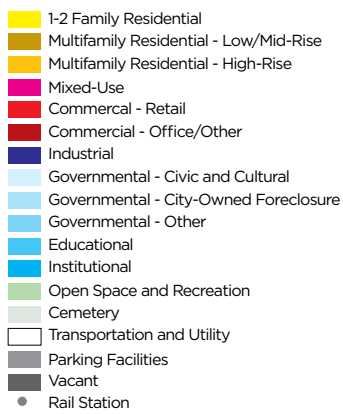 1-2 Family Residential
Multifamily Residential - Low/Mid-Rise
Multifamily Residential - High-Rise
Mixed-Use
Commercal - Retail
Commercial - Office/Other
Industrial
Governmental - Civic and Cultural
Governmental - City-Owned Foreclosure
Governmental - Other
Educational
Institutional
Open Space and Recreation
Cemetery
Transportation and Utility
Parking Facilities
Vacant
Rail Station